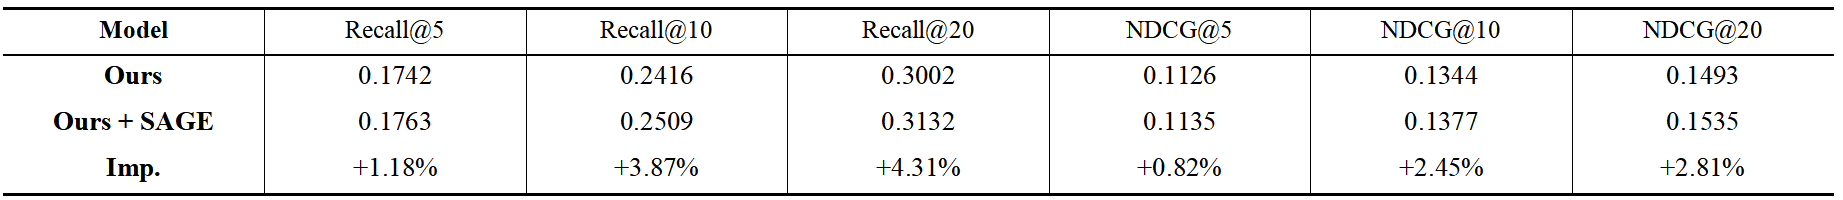 Model Recall@5 Recall@10 Recall@20 NDCG@5 NDCG@10 NDCG@20
Ours 0.1742 0.2416 0.3002 0.1126 0.1344 0.1493
Ours + SAGE 0.1763 0.2509 0.3132 0.1135 0.1377 0.1535
Imp. +1.18% +3.87% +4.31% +0.82% +2.45% +2.81%